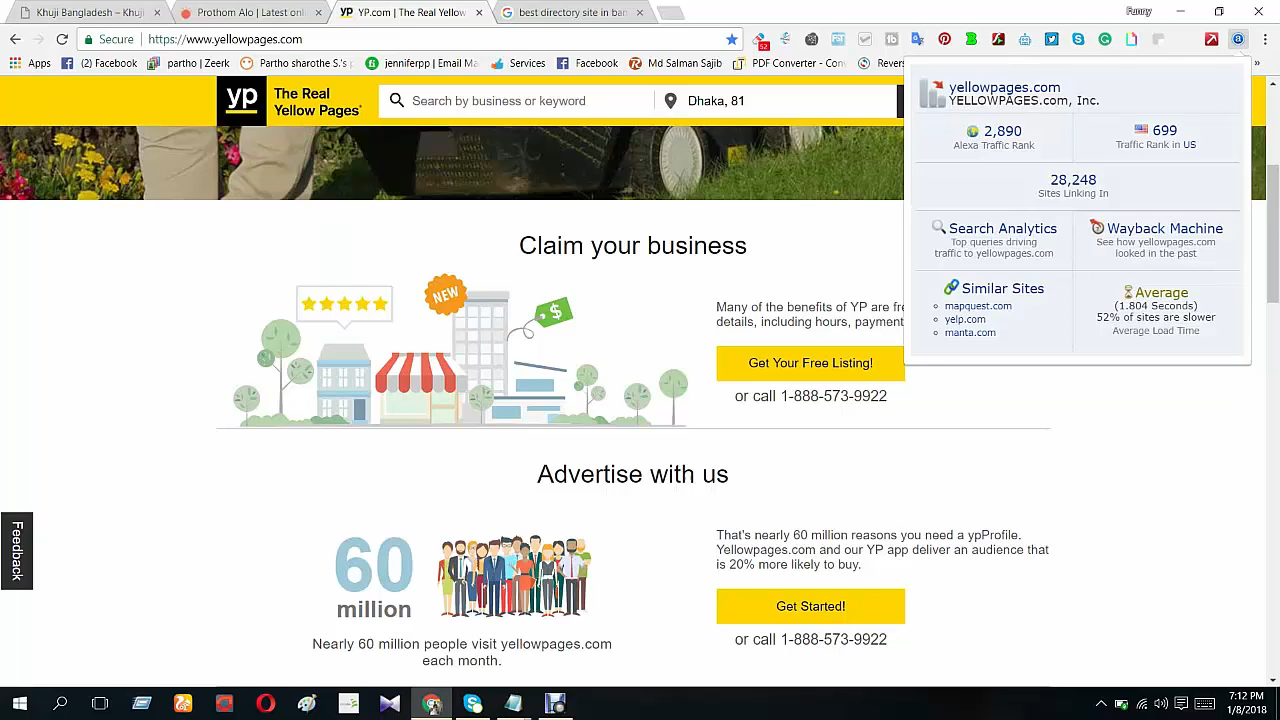 Khuji Bangladesh – Khuji
Prothom Alo | Latest onli
YP.com | The Real Yellow
best directory site in ban
Funny
Secure
https://www.yellowpages.com
52
Apps
(2) Facebook
partho | Zeerk
Partho sharothe.S.'s p
jenniferpp | Email List
Services
Facebook
Md Salman Sajib
PDF Converter - Con
Revers
»
yp
The Real
Yellow Pages
Search by business or keyword
Dhaka, 81
yellowpages.com
YELLOWPAGES.com, Inc.
2,890
Alexa Traffic Rank
699
Traffic Rank in US
28,248
Sites Linking In
Search Analytics
Top queries driving
traffic to yellowpages.com
Wayback Machine
See how yellowpages.com
looked in the past
Similar Sites
mapquest.com
yelp.com
manta.com
Average
(1.804 Seconds)
52% of sites are slower
Average Load Time
Claim your business
NEW
$
Many of the benefits of YP are fre
details, including hours, payment
Get Your Free Listing!
or call 1-888-573-9922
Advertise with us
60
million
Nearly 60 million people visit yellowpages.com
each month.
That's nearly 60 million reasons you need a ypProfile.
Yellowpages.com and our YP app deliver an audience that
is 20% more likely to buy.
Get Started!
or call 1-888-573-9922
Feedback
7:12 PM
1/8/2018